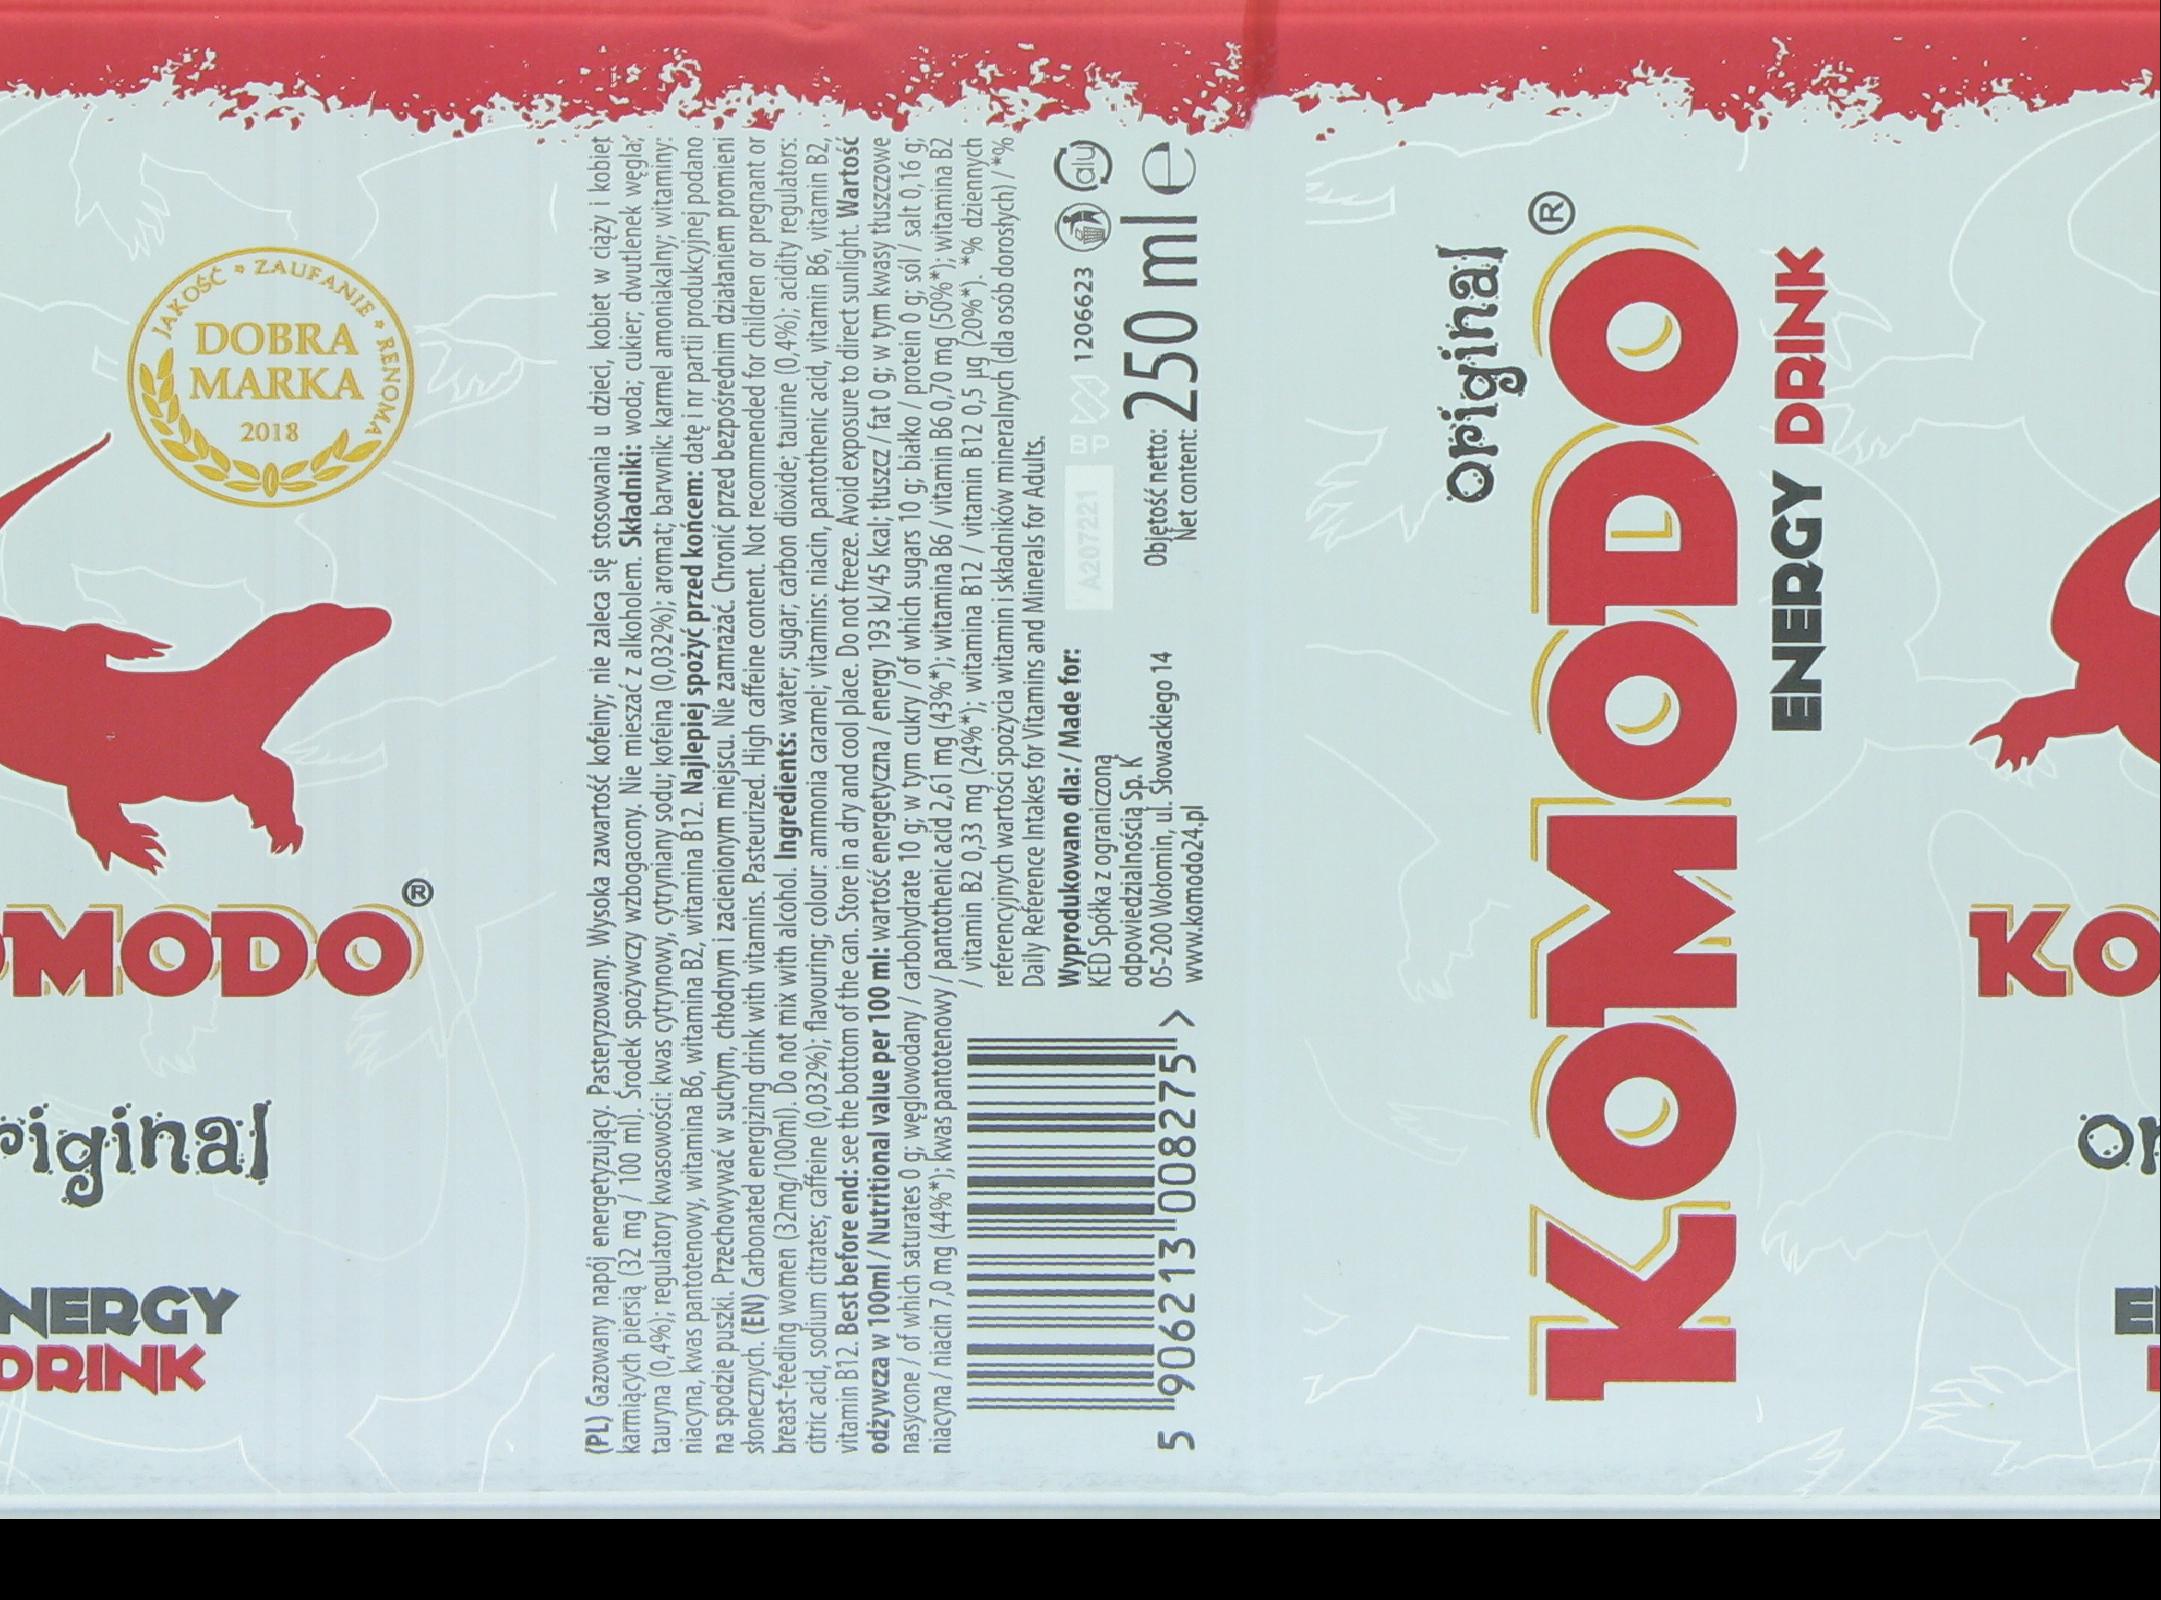 JAKOŚĆ • ZAUFANIE • RENOMA
DOBRA
MARKA
2018
OMODO®
riginal
NERGY
DRINK
(PL) Gazowany napój energetyzujący. Pasteryzowany. Wysoka zawartość kofeiny; nie zaleca się stosowania u dzieci, kobiet w ciąży i kobiet
karmiących piersią (32 mg / 100 ml). Środek spożywczy wzbogacony. Nie mieszać z alkoholem. Składniki: woda; cukier; dwutlenek węgla;
tauryna (0,4%); regulatory kwasowości: kwas cytrynowy, cytryniany sodu; kofeina (0,032%); aromat; barwnik: karmel amoniakalny; witaminy:
niacyna, kwas pantotenowy, witamina B6, witamina B2, witamina B12. Najlepiej spożyć przed końcem: datę i nr partii produkcyjnej podano
na spodzie puszki. Przechowywać w suchym, chłodnym i zacienionym miejscu. Nie zamrażać. Chronić przed bezpośrednim działaniem promieni
słonecznych. (EN) Carbonated energizing drink with vitamins. Pasteurized. High caffeine content. Not recommended for children or pregnant or
breast-feeding women (32mg/100ml). Do not mix with alcohol. Ingredients: water; sugar; carbon dioxide; taurine (0,4%); acidity regulators:
citric acid, sodium citrates; caffeine (0,032%); flavouring; colour: ammonia caramel; vitamins: niacin, pantothenic acid, vitamin B6, vitamin B2,
vitamin B12. Best before end: see the bottom of the can. Store in a dry and cool place. Do not freeze. Avoid exposure to direct sunlight. Wartość
odżywcza w 100ml / Nutritional value per 100 ml: wartość energetyczna / energy 193 kJ/45 kcal; tłuszcz / fat 0 g; w tym kwasy tłuszczowe
nasycone / of which saturates 0 g; węglowodany / carbohydrate 10 g; w tym cukry / of which sugars 10 g; białko / protein 0 g; sól / salt 0,16 g;
niacyna / niacin 7,0 mg (44%*); kwas pantotenowy / pantothenic acid 2,61 mg (43%*); witamina B6 / vitamin B6 0,70 mg (50%*); witamina B2
/ vitamin B2 0,33 mg (24%*); witamina B12 / vitamin B12 0,5 µg (20%*). *% dziennych
referencyjnych wartości spożycia witamin i składników mineralnych (dla osób dorosłych) / *%
Daily Reference Intakes for Vitamins and Minerals for Adults.
Wyprodukowano dla: / Made for:
KED Spółka z ograniczoną
odpowiedzialnością Sp. K
05-200 Wołomin, ul. Słowackiego 14
www.komodo24.pl
A207221
1206623
alu
Objętość netto:
Net content:
250 ml e
5 906213 008275 >
original
KOMODO®
ENERGY DRINK
KO
or
E